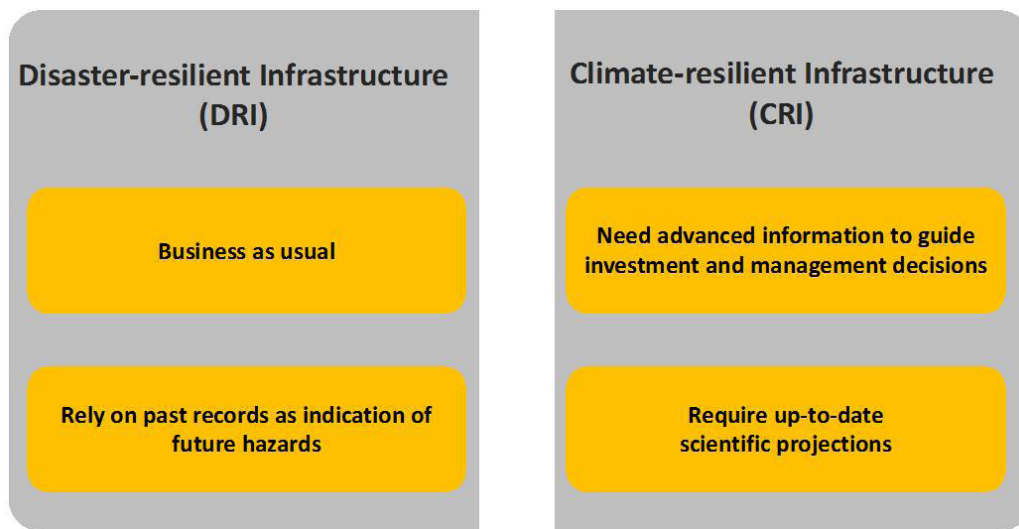 Disaster-resilient Infrastructure
(DRI)
Business as usual
Rely on past records as indication of
future hazards
Climate-resilient Infrastructure
(CRI)
Need advanced information to guide
investment and management decisions
Require up-to-date
scientific projections